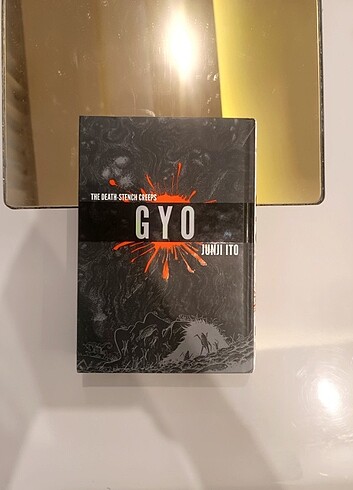 THE DEATH-STENCH CREEPS
GYO
JUNJI ITO